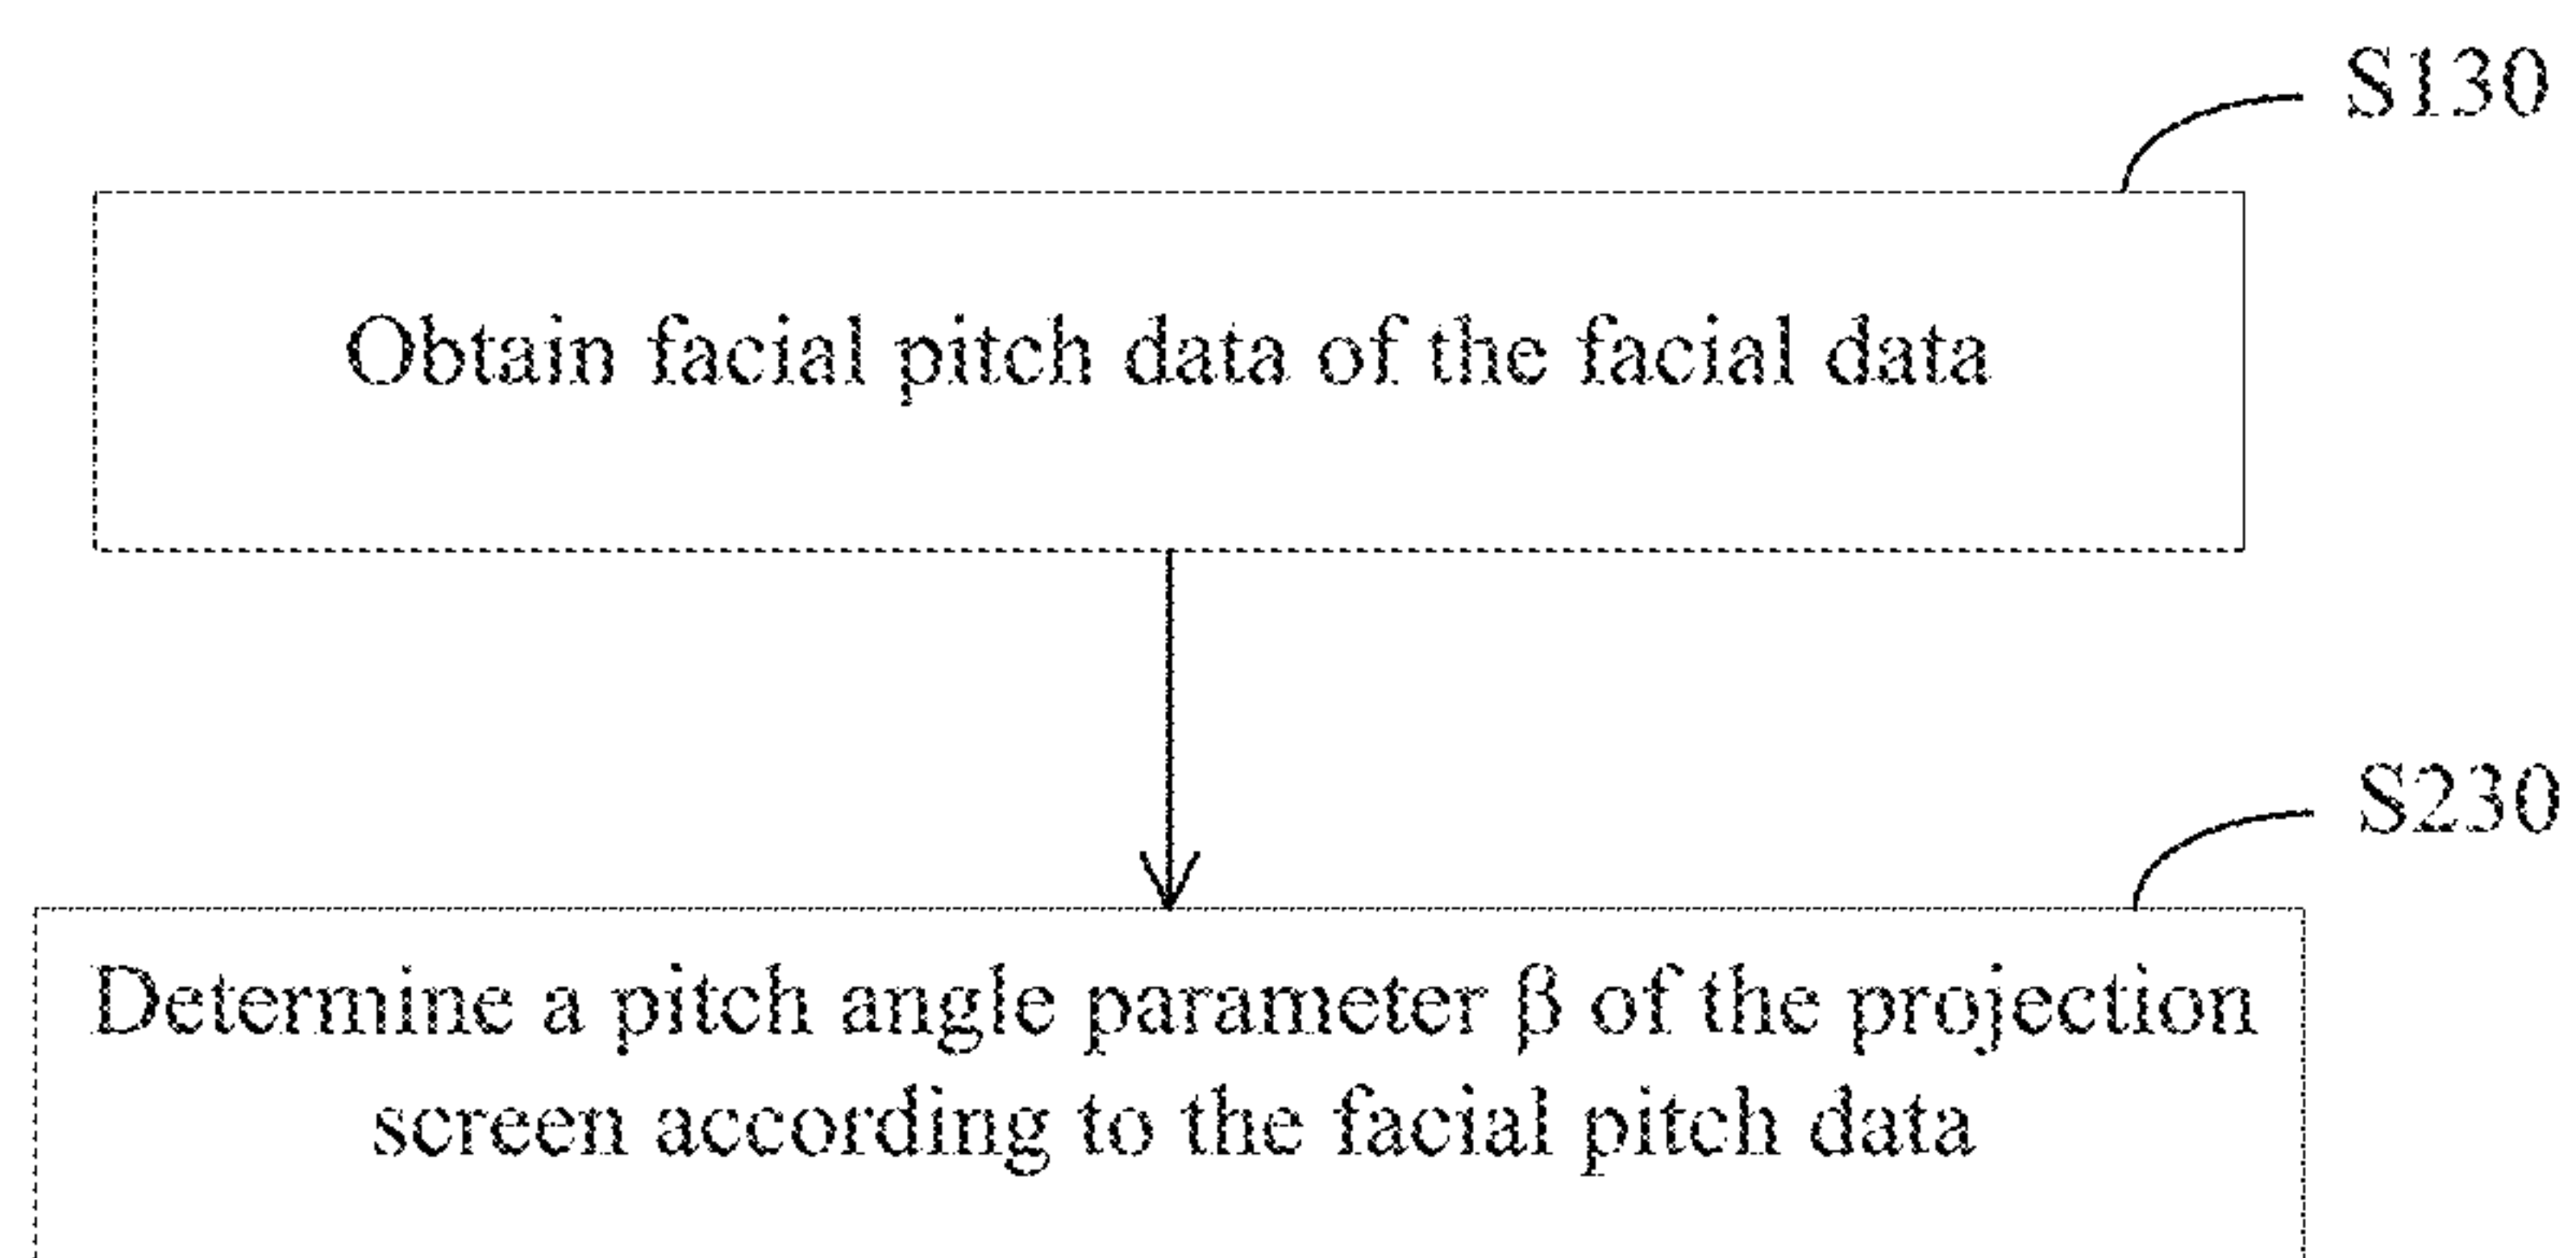 S130
Obtain facial pitch data of the facial data
S230
Determine a pitch angle parameter β of the projection
screen according to the facial pitch data